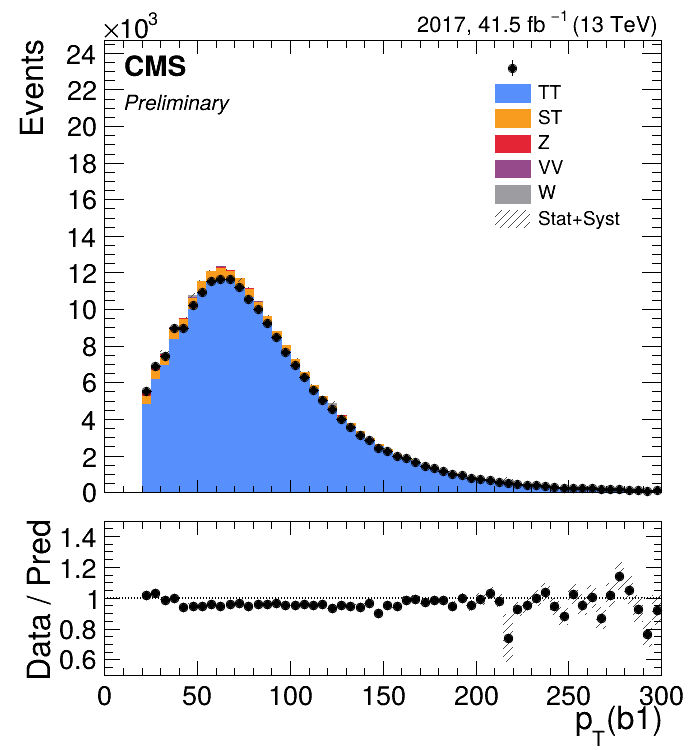 ×10³
2017, 41.5 fb⁻¹ (13 TeV)
Events
CMS
Preliminary
TT
ST
Z
VV
W
Stat+Syst
24
22
20
18
16
14
12
10
8
6
4
2
0
Data / Pred
1.4
1.2
1
0.8
0.6
0 50 100 150 200 250 300
p_T(b1)